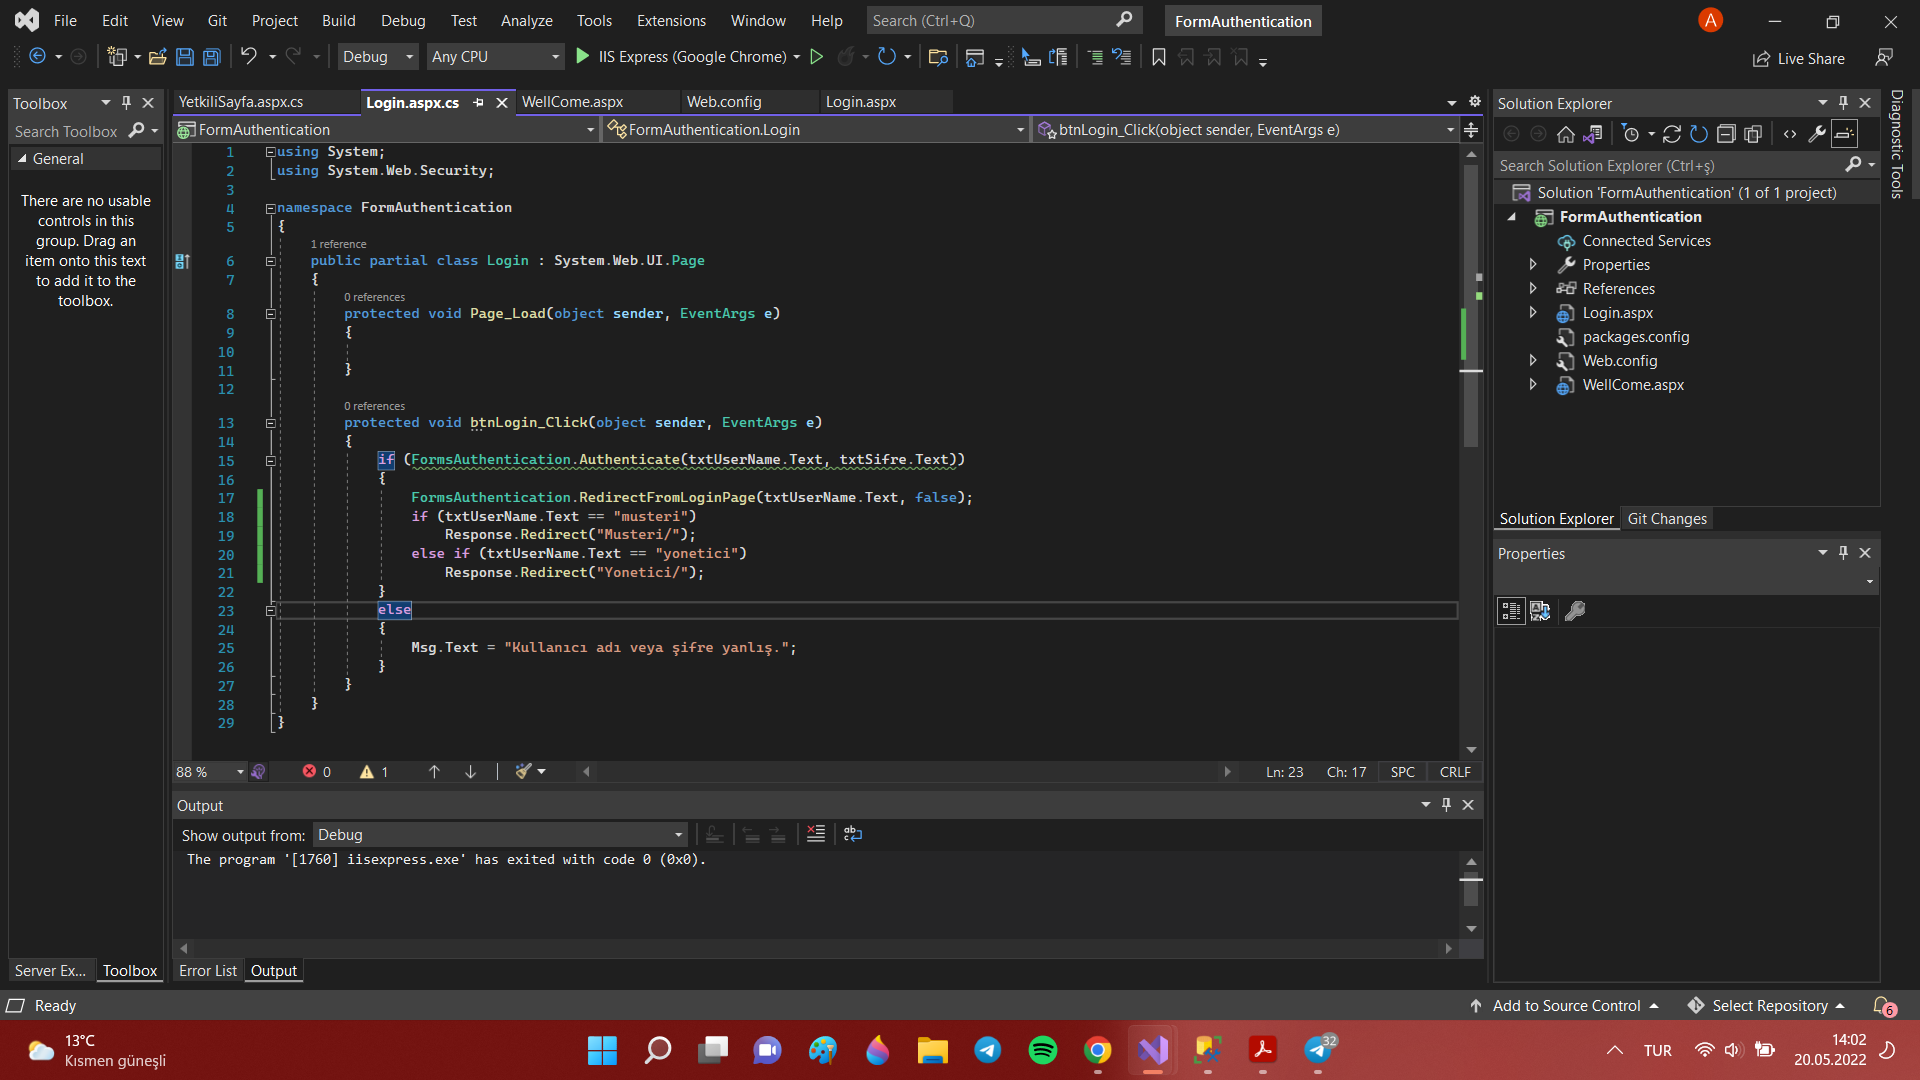 File Edit View Git Project Build Debug Test Analyze Tools Extensions Window Help Search (Ctrl+Q) FormAuthentication A
Debug Any CPU IIS Express (Google Chrome) Live Share
Toolbox
Search Toolbox
General
There are no usable
controls in this
group. Drag an
item onto this text
to add it to the
toolbox.
Server Ex... Toolbox
YetkiliSayfa.aspx.cs Login.aspx.cs WellCome.aspx Web.config Login.aspx
FormAuthentication FormAuthentication.Login btnLogin_Click(object sender, EventArgs e)
1 using System;
2 using System.Web.Security;
3
4 namespace FormAuthentication
5 {
1 reference
6 public partial class Login : System.Web.UI.Page
7 {
0 references
8 protected void Page_Load(object sender, EventArgs e)
9 {
10
11 }
12
0 references
13 protected void btnLogin_Click(object sender, EventArgs e)
14 {
15 if (FormsAuthentication.Authenticate(txtUserName.Text, txtSifre.Text))
16 {
17 FormsAuthentication.RedirectFromLoginPage(txtUserName.Text, false);
18 if (txtUserName.Text == "musteri")
19 Response.Redirect("Musteri/");
20 else if (txtUserName.Text == "yonetici")
21 Response.Redirect("Yonetici/");
22 }
23 else
24 {
25 Msg.Text = "Kullanıcı adı veya şifre yanlış.";
26 }
27 }
28 }
29 }
88 % 0 1 Ln: 23 Ch: 17 SPC CRLF
Output
Show output from: Debug
The program '[1760] iisexpress.exe' has exited with code 0 (0x0).
Error List Output
Solution Explorer
Search Solution Explorer (Ctrl+ş)
Solution 'FormAuthentication' (1 of 1 project)
FormAuthentication
Connected Services
Properties
References
Login.aspx
packages.config
Web.config
WellCome.aspx
Solution Explorer Git Changes
Properties
Diagnostic Tools
Ready Add to Source Control Select Repository 6
13°C
Kısmen güneşli
32
TUR
14:02
20.05.2022